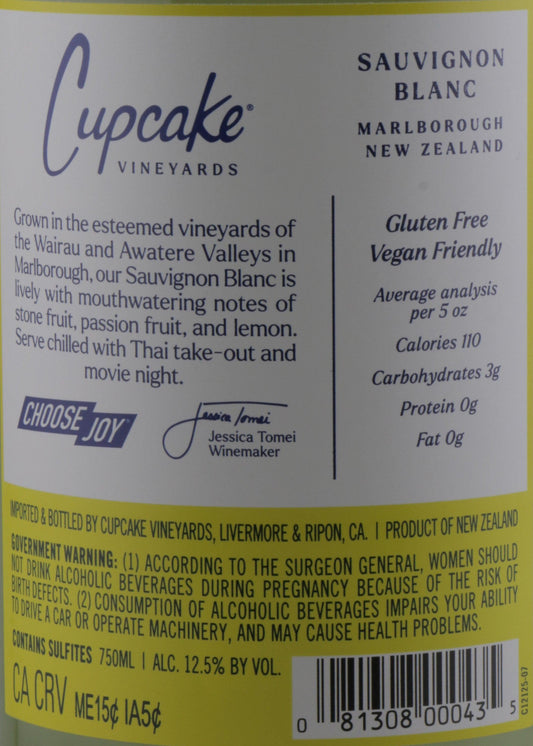 Cupcake®
VINEYARDS
Grown in the esteemed vineyards of
the Wairau and Awatere Valleys in
Marlborough, our Sauvignon Blanc is
lively with mouthwatering notes of
stone fruit, passion fruit, and lemon.
Serve chilled with Thai take-out and
movie night.
CHOOSE JOY™
Jessica Tomei
Jessica Tomei
Winemaker
SAUVIGNON
BLANC
MARLBOROUGH
NEW ZEALAND
Gluten Free
Vegan Friendly
Average analysis
per 5 oz
Calories 110
Carbohydrates 3g
Protein 0g
Fat 0g
IMPORTED & BOTTLED BY CUPCAKE VINEYARDS, LIVERMORE & RIPON, CA. | PRODUCT OF NEW ZEALAND
GOVERNMENT WARNING: (1) ACCORDING TO THE SURGEON GENERAL, WOMEN SHOULD
NOT DRINK ALCOHOLIC BEVERAGES DURING PREGNANCY BECAUSE OF THE RISK OF
BIRTH DEFECTS. (2) CONSUMPTION OF ALCOHOLIC BEVERAGES IMPAIRS YOUR ABILITY
TO DRIVE A CAR OR OPERATE MACHINERY, AND MAY CAUSE HEALTH PROBLEMS.
CONTAINS SULFITES 750ML | ALC. 12.5% BY VOL.
CA CRV ME15¢ IA5¢
0 81308 00043 5
C12125-07